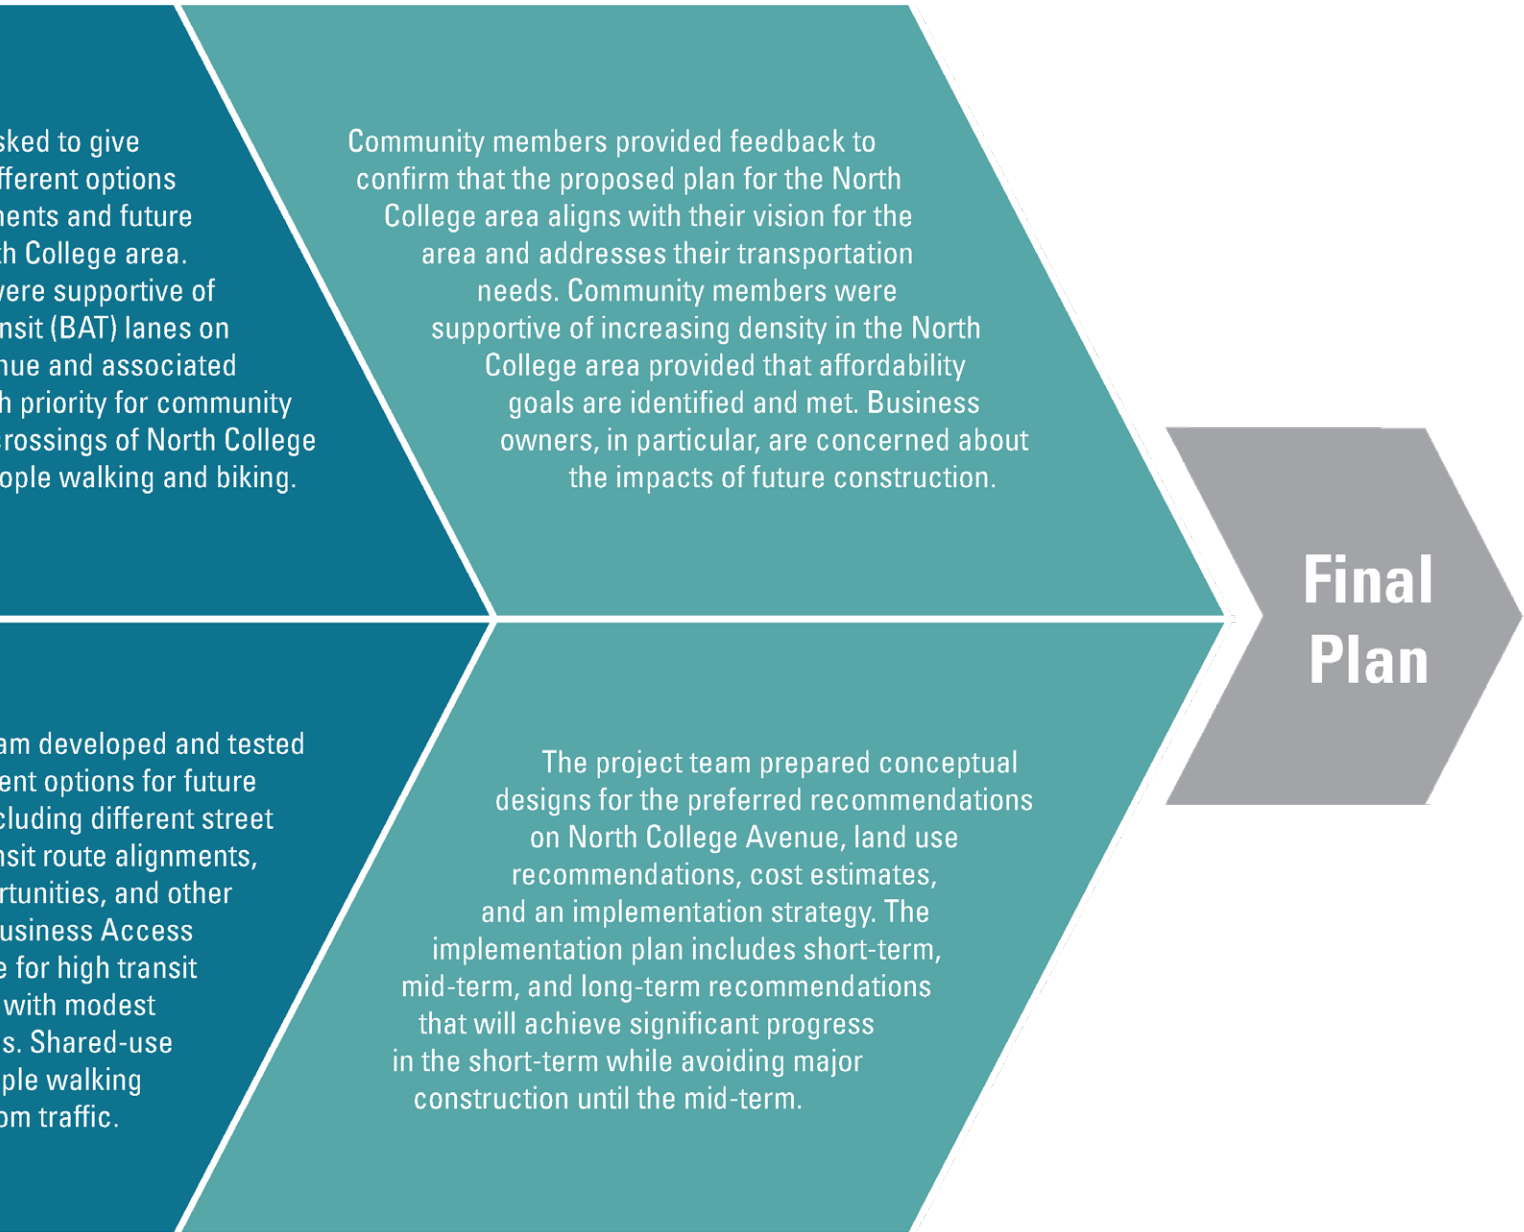 sked to give
fferent options
ents and future
th College area.
were supportive of
nsit (BAT) lanes on
nue and associated
h priority for community
crossings of North College
ople walking and biking.
Community members provided feedback to
confirm that the proposed plan for the North
College area aligns with their vision for the
area and addresses their transportation
needs. Community members were
supportive of increasing density in the North
College area provided that affordability
goals are identified and met. Business
owners, in particular, are concerned about
the impacts of future construction.
Final
Plan
am developed and tested
ent options for future
cluding different street
nsit route alignments,
rtunities, and other
usiness Access
e for high transit
with modest
s. Shared-use
ple walking
om traffic.
The project team prepared conceptual
designs for the preferred recommendations
on North College Avenue, land use
recommendations, cost estimates,
and an implementation strategy. The
implementation plan includes short-term,
mid-term, and long-term recommendations
that will achieve significant progress
in the short-term while avoiding major
construction until the mid-term.